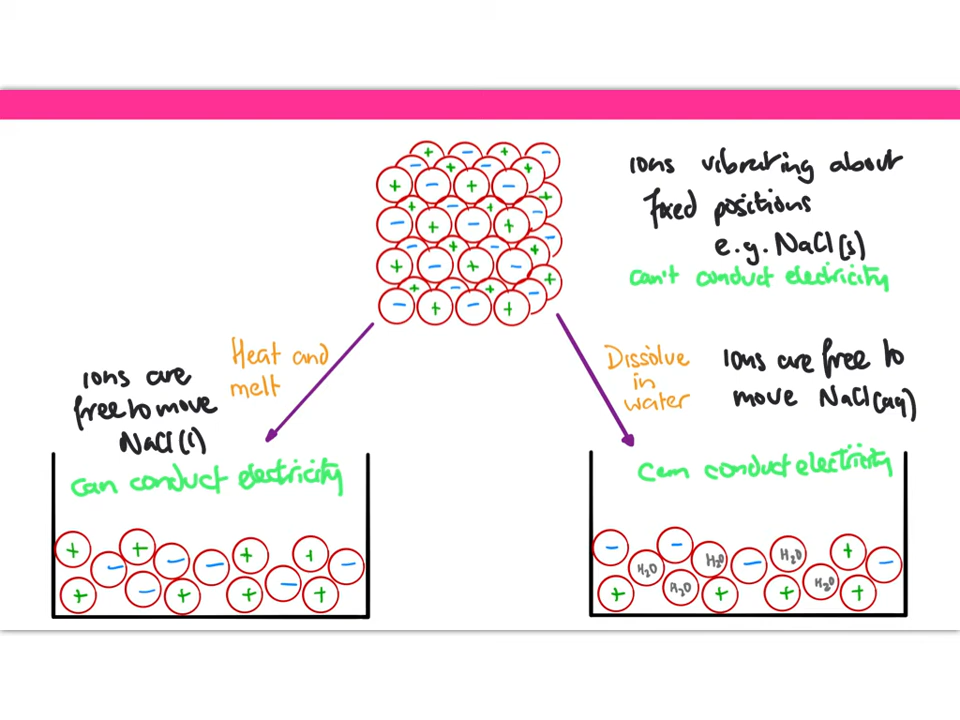 Ions vibrating about
fixed positions
e.g. NaCl(s)
can't conduct electricity
Heat and
melt
Ions are
free to move
NaCl(l)
can conduct electricity
Dissolve
in
water
Ions are free to
move NaCl(aq)
Can conduct electricity
H2O
H2O
H2O
H2O
H2O